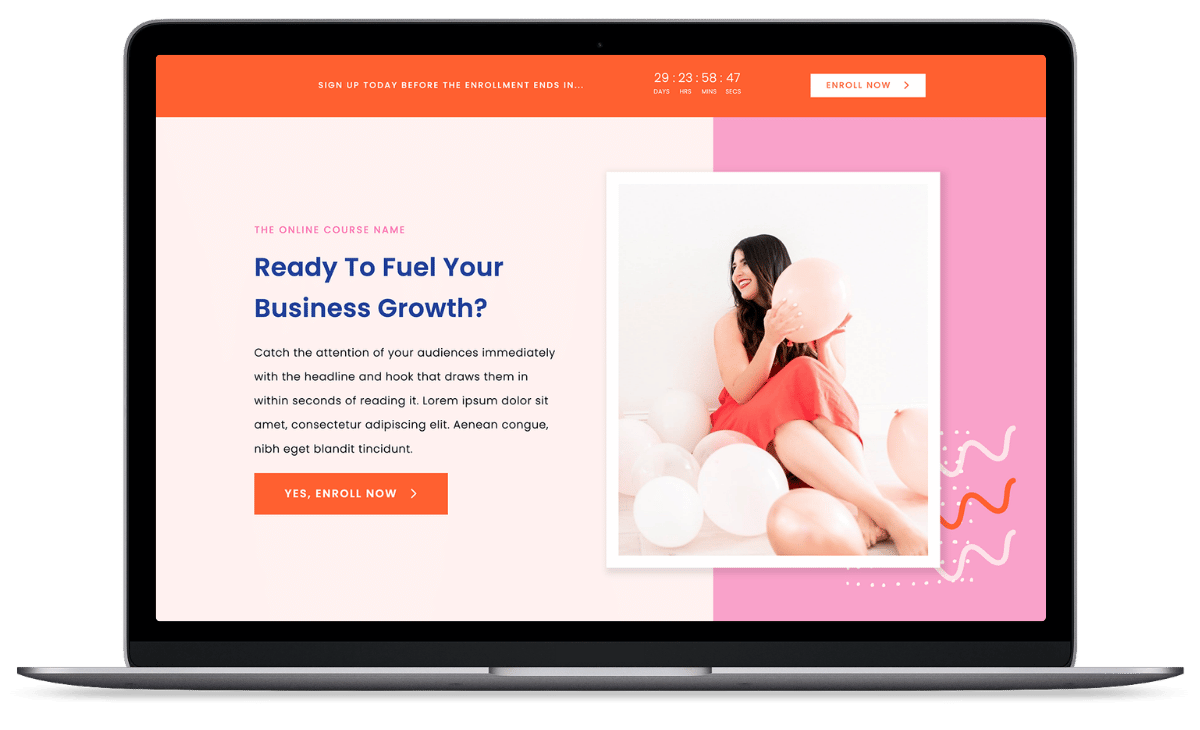 SIGN UP TODAY BEFORE THE ENROLLMENT ENDS IN...
29 : 23 : 58 : 47
DAYS HRS MINS SECS
ENROLL NOW
THE ONLINE COURSE NAME
Ready To Fuel Your
Business Growth?
Catch the attention of your audiences immediately
with the headline and hook that draws them in
within seconds of reading it. Lorem ipsum dolor sit
amet, consectetur adipiscing elit. Aenean congue,
nibh eget blandit tincidunt.
YES, ENROLL NOW